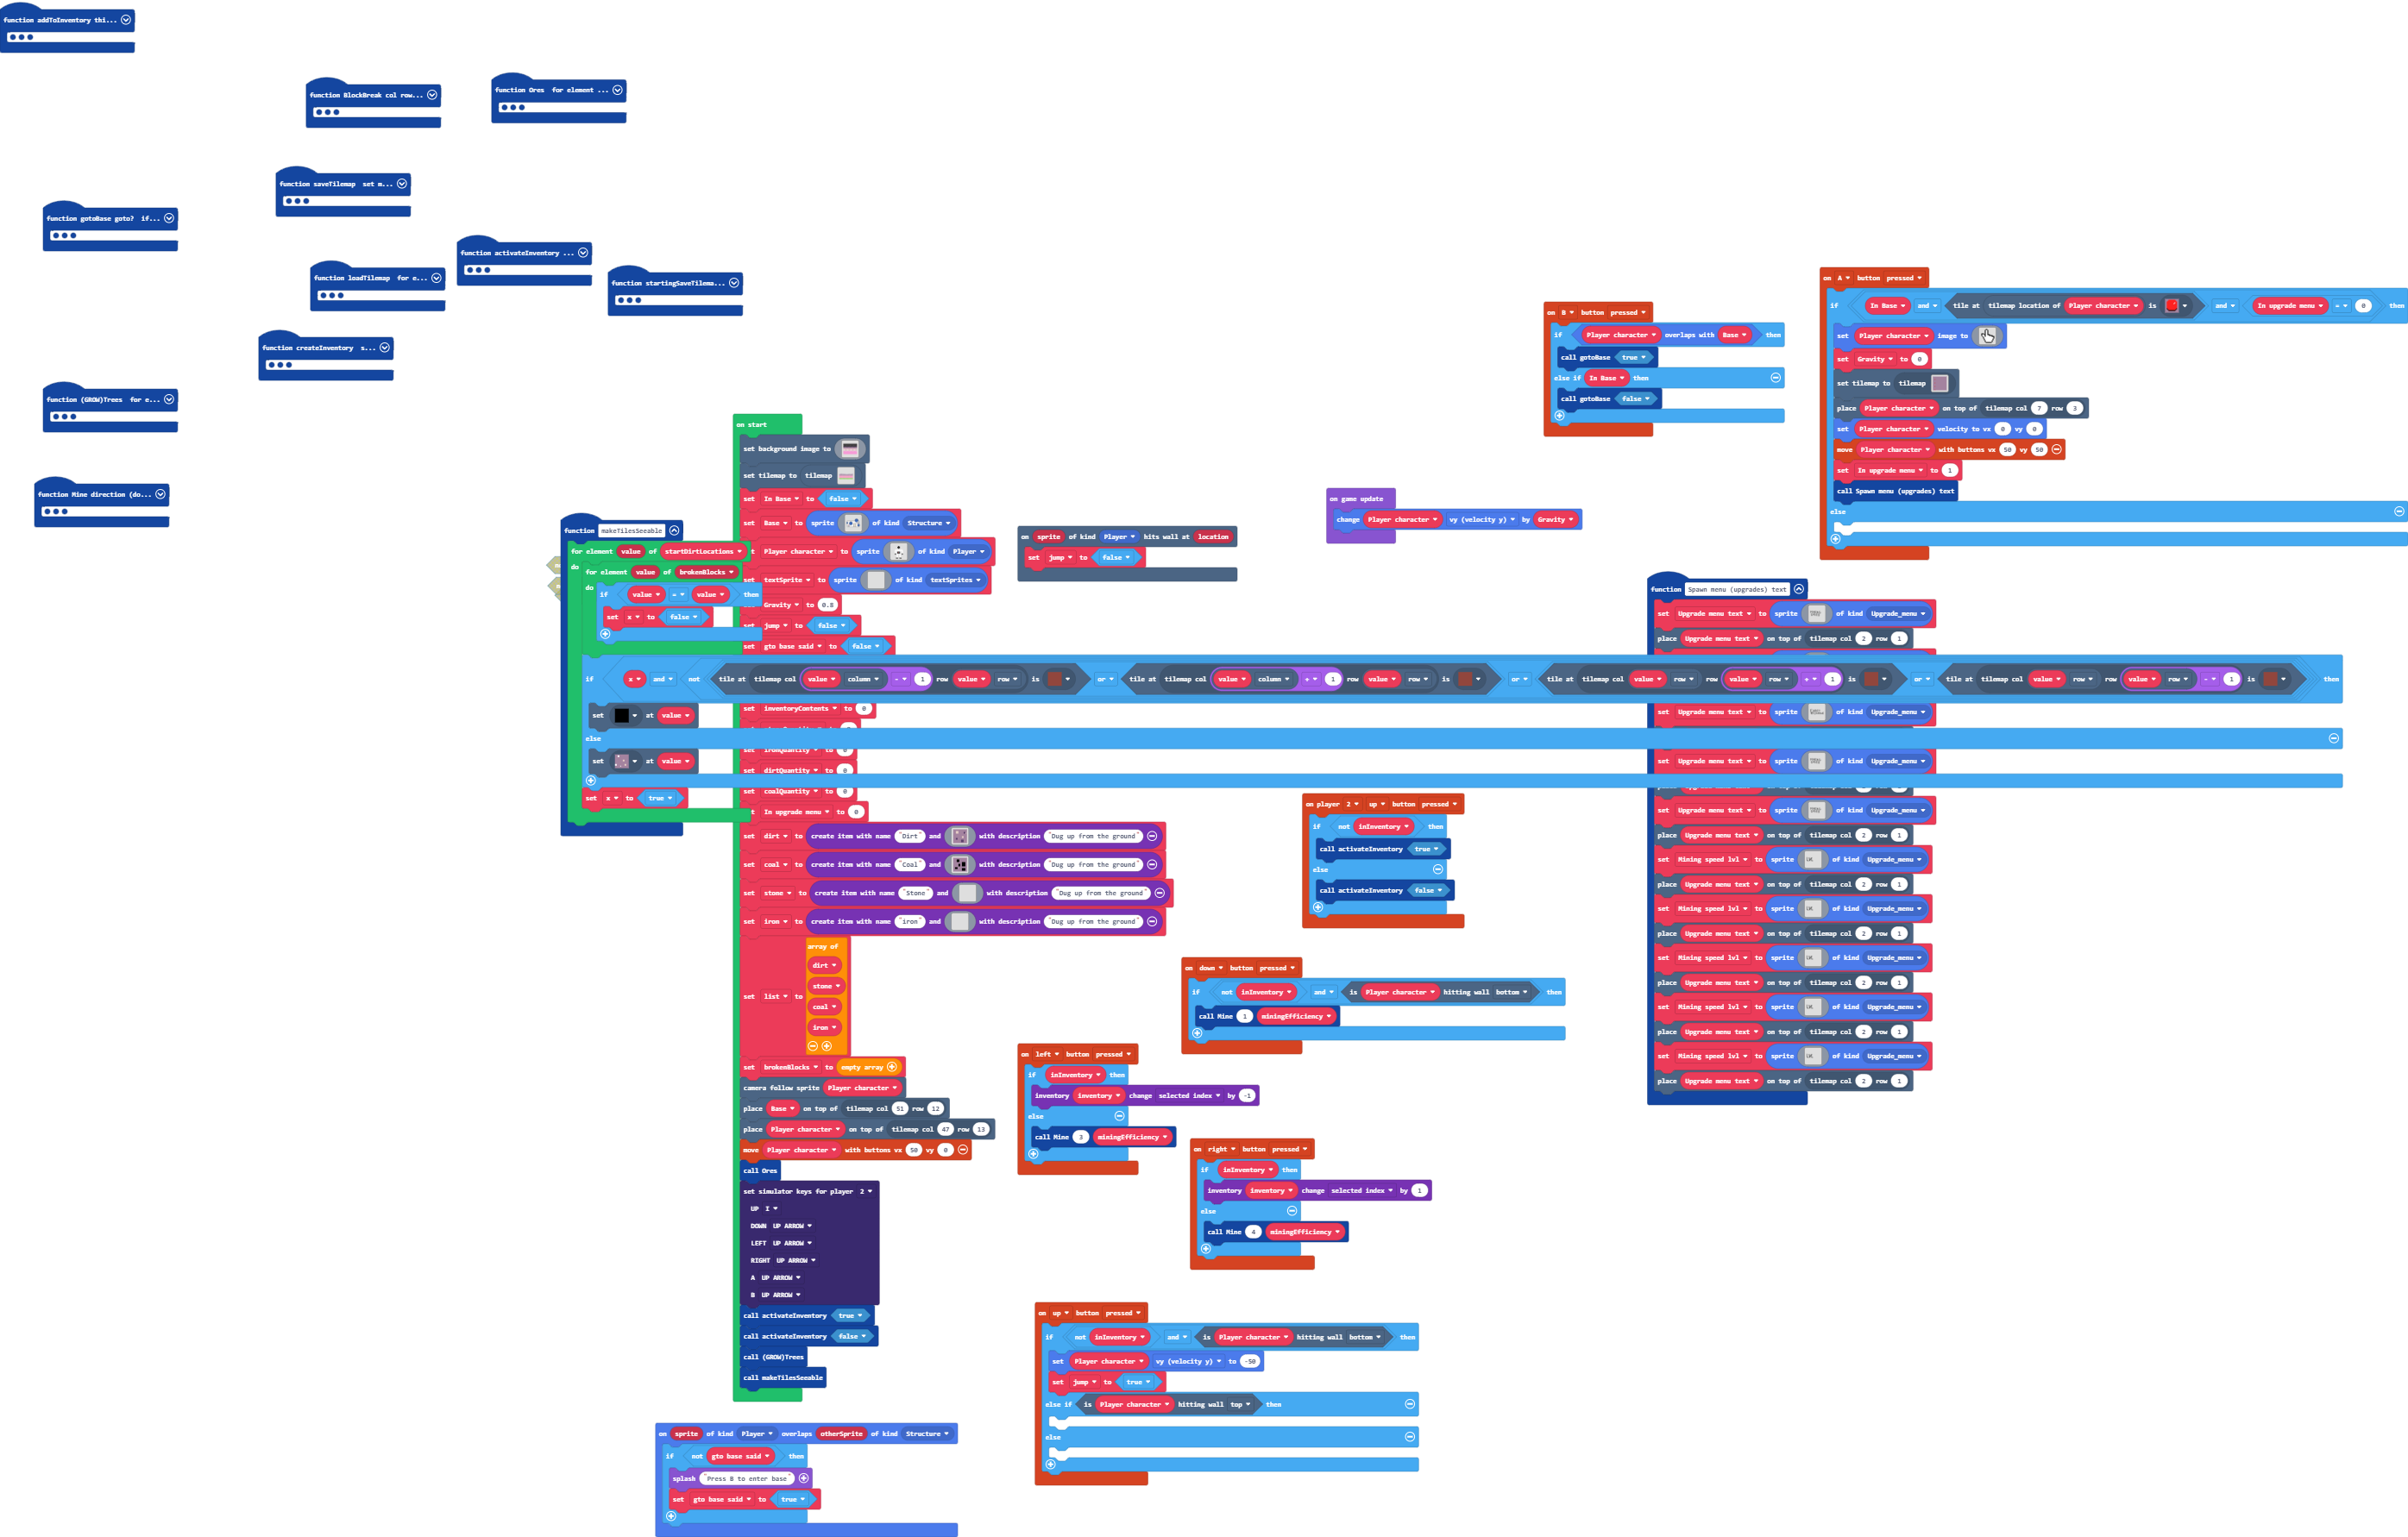 function addToInventory thi...
function BlockBreak col row...
function Ores for element ...
function saveTilemap set m...
function gotoBase goto? if...
function activateInventory ...
function loadTilemap for e...
function startingSaveTilema...
function createInventory s...
function (GROW)Trees for e...
function Mine direction (do...
on B button pressed
if Player character overlaps with Base then
call gotoBase true
else if In Base then
call gotoBase false
on A button pressed
if In Base and tile at tilemap location of Player character is and In upgrade menu = 0 then
set Player character image to
set Gravity to 0
set tilemap to tilemap
place Player character on top of tilemap col 7 row 3
set Player character velocity to vx 0 vy 0
move Player character with buttons vx 50 vy 50
set In upgrade menu to 1
call Spawn menu (upgrades) text
else
on start
set background image to
set tilemap to tilemap
set In Base to false
set Base to sprite of kind Structure
Player character to sprite of kind Player
set textSprite to sprite of kind textSprites
Gravity to 0.8
set jump to false
set gto base said to false
set inventoryContents to 0
set ironQuantity to 0
set dirtQuantity to 0
set coalQuantity to 0
In upgrade menu to 0
set dirt to create item with name "Dirt" and with description "Dug up from the ground"
set coal to create item with name "Coal" and with description "Dug up from the ground"
set stone to create item with name "Stone" and with description "Dug up from the ground"
set iron to create item with name "iron" and with description "Dug up from the ground"
set list to array of
dirt
stone
coal
iron
set brokenBlocks to empty array
camera follow sprite Player character
place Base on top of tilemap col 51 row 12
place Player character on top of tilemap col 47 row 13
move Player character with buttons vx 50 vy 0
call Ores
set simulator keys for player 2
UP I
DOWN UP ARROW
LEFT UP ARROW
RIGHT UP ARROW
A UP ARROW
B UP ARROW
call activateInventory true
call activateInventory false
call (GROW)Trees
call makeTilesSeeable
function makeTilesSeeable
for element value of startDirtLocations
do
for element value of brokenBlocks
do
if value = value then
set x to false
if x and not tile at tilemap col value column - 1 row value row is or tile at tilemap col value column + 1 row value row is or tile at tilemap col value row row value row + 1 is or tile at tilemap col value row row value row - 1 is then
set at value
else
set at value
set x to true
on sprite of kind Player hits wall at location
set jump to false
on game update
change Player character vy (velocity y) by Gravity
function Spawn menu (upgrades) text
set Upgrade menu text to sprite of kind Upgrade_menu
place Upgrade menu text on top of tilemap col 2 row 1
set Upgrade menu text to sprite of kind Upgrade_menu
set Upgrade menu text to sprite of kind Upgrade_menu
set Upgrade menu text to sprite of kind Upgrade_menu
place Upgrade menu text on top of tilemap col 2 row 1
set Mining speed lvl to sprite of kind Upgrade_menu
place Upgrade menu text on top of tilemap col 2 row 1
set Mining speed lvl to sprite of kind Upgrade_menu
place Upgrade menu text on top of tilemap col 2 row 1
set Mining speed lvl to sprite of kind Upgrade_menu
place Upgrade menu text on top of tilemap col 2 row 1
set Mining speed lvl to sprite of kind Upgrade_menu
place Upgrade menu text on top of tilemap col 2 row 1
set Mining speed lvl to sprite of kind Upgrade_menu
place Upgrade menu text on top of tilemap col 2 row 1
on player 2 up button pressed
if not inInventory then
call activateInventory true
else
call activateInventory false
on down button pressed
if not inInventory and is Player character hitting wall bottom then
call Mine 1 miningEfficiency
on left button pressed
if inInventory then
inventory inventory change selected index by -1
else
call Mine 3 miningEfficiency
on right button pressed
if inInventory then
inventory inventory change selected index by 1
else
call Mine 4 miningEfficiency
on up button pressed
if not inInventory and is Player character hitting wall bottom then
set Player character vy (velocity y) to -50
set jump to true
else if is Player character hitting wall top then
else
on sprite of kind Player overlaps otherSprite of kind Structure
if not gto base said then
splash "Press B to enter base"
set gto base said to true